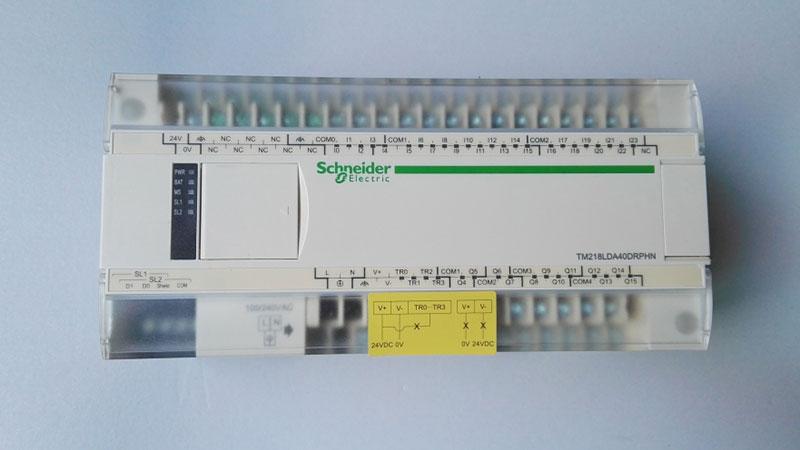 24V NC NC NC COM0 I1 I3 COM1 I6 I8 I10 I12 I14 COM2 I17 I19 I21 I23
0V NC NC NC NC I0 I2 I4 I5 I7 I9 I11 I13 I15 I16 I18 I20 I22 NC
Schneider
Electric
PWR
BAT
MS
SL1
SL2
TM218LDA40DRPHN
L N V+ TR0 TR2 COM1 Q5 Q6 COM3 Q9 Q11 Q12 Q14
V- TR1 TR3 Q4 COM2 Q7 Q8 Q10 COM4 Q13 Q15
SL1
SL2
D1 D0 Shield COM
100/240VAC
L N
V+ V- TR0--TR3 V+ V-
24VDC 0V 0V 24VDC